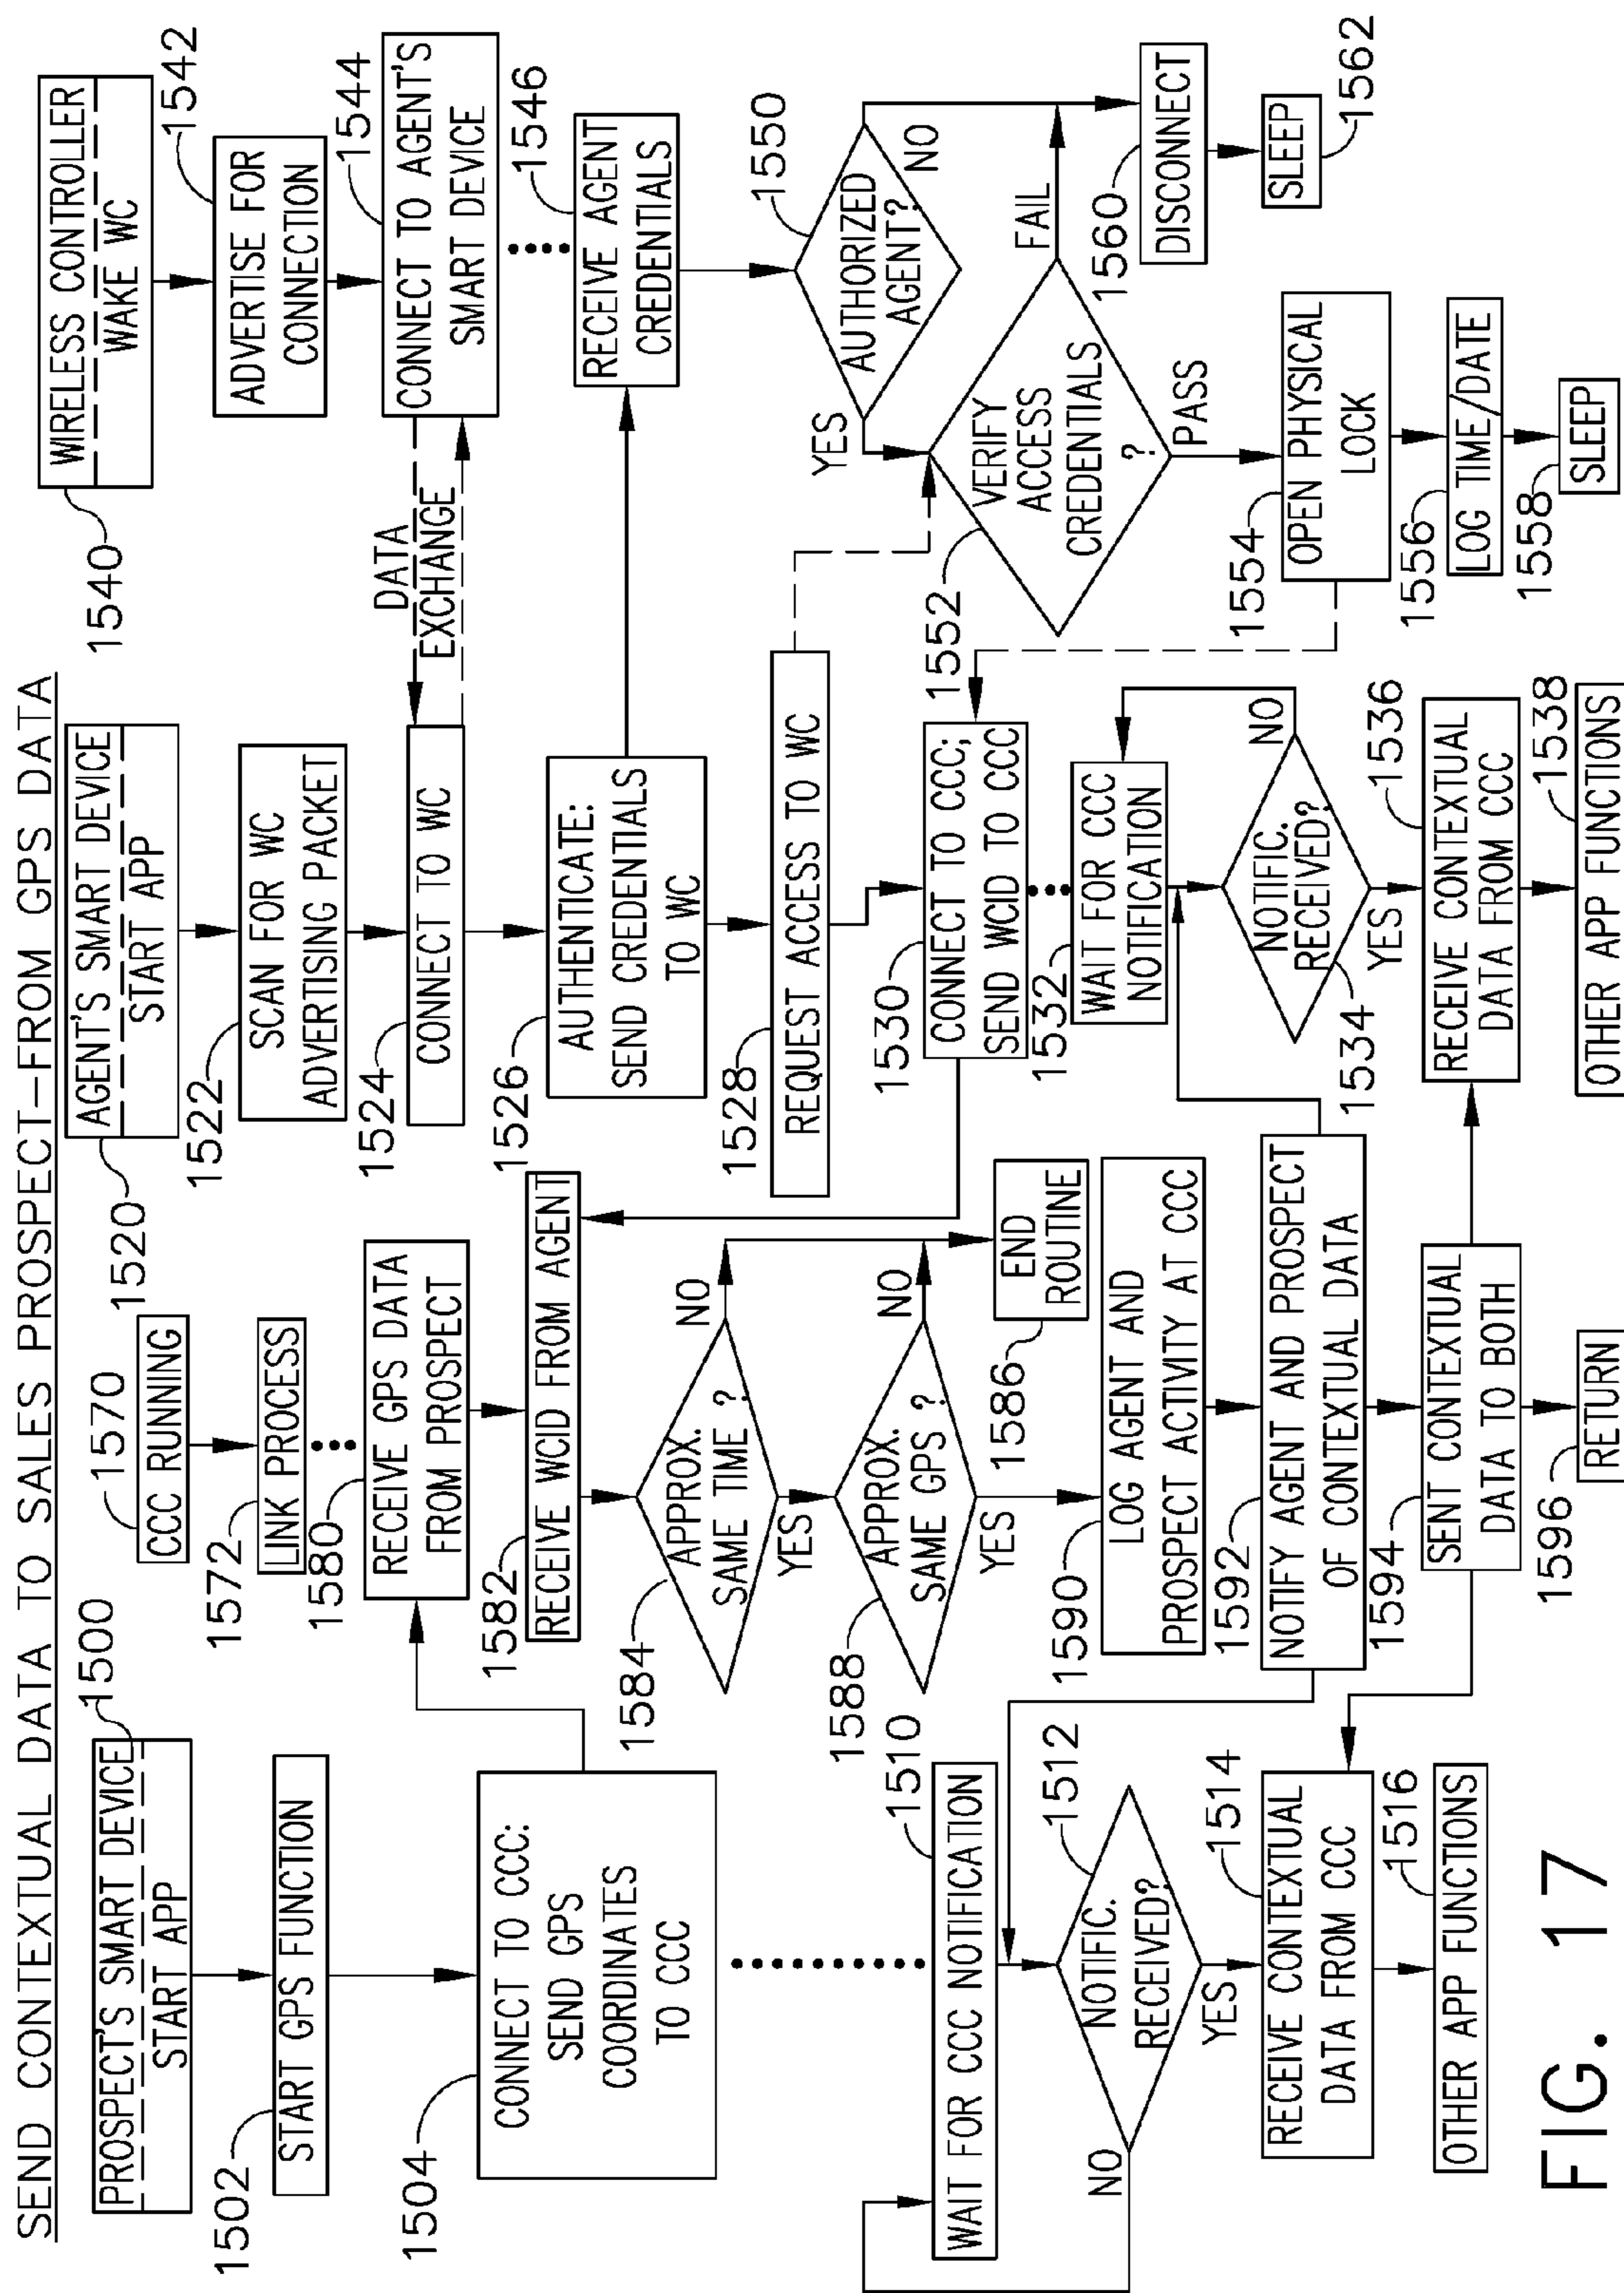 SEND CONTEXTUAL DATA TO SALES PROSPECT-FROM GPS DATA
PROSPECT'S SMART DEVICE
START APP
1500
START GPS FUNCTION
1502
CONNECT TO CCC:
SEND GPS
COORDINATES
TO CCC
1504
WAIT FOR CCC NOTIFICATION
1510
NOTIFIC.
RECEIVED?
1512
NO
YES
RECEIVE CONTEXTUAL
DATA FROM CCC
1514
OTHER APP FUNCTIONS
1516
CCC RUNNING
1570
LINK PROCESS
1572
RECEIVE GPS DATA
FROM PROSPECT
1580
RECEIVE WCID FROM AGENT
1582
APPROX.
SAME TIME ?
1584
NO
YES
APPROX.
SAME GPS ?
1588
NO
YES
END
ROUTINE
1586
LOG AGENT AND
PROSPECT ACTIVITY AT CCC
1590
NOTIFY AGENT AND PROSPECT
OF CONTEXTUAL DATA
1592
SENT CONTEXTUAL
DATA TO BOTH
1594
RETURN
1596
AGENT'S SMART DEVICE
START APP
1520
SCAN FOR WC
ADVERTISING PACKET
1522
CONNECT TO WC
1524
AUTHENTICATE:
SEND CREDENTIALS
TO WC
1526
REQUEST ACCESS TO WC
1528
CONNECT TO CCC;
SEND WCID TO CCC
1530
WAIT FOR CCC
NOTIFICATION
1532
NOTIFIC.
RECEIVED?
1534
NO
YES
RECEIVE CONTEXTUAL
DATA FROM CCC
1536
OTHER APP FUNCTIONS
1538
WIRELESS CONTROLLER
WAKE WC
1540
ADVERTISE FOR
CONNECTION
1542
CONNECT TO AGENT'S
SMART DEVICE
1544
DATA
EXCHANGE
RECEIVE AGENT
CREDENTIALS
1546
AUTHORIZED
AGENT?
1550
YES
NO
VERIFY
ACCESS
CREDENTIALS
?
1552
FAIL
PASS
OPEN PHYSICAL
LOCK
1554
LOG TIME/DATE
1556
SLEEP
1558
DISCONNECT
1560
SLEEP
1562
FIG. 17